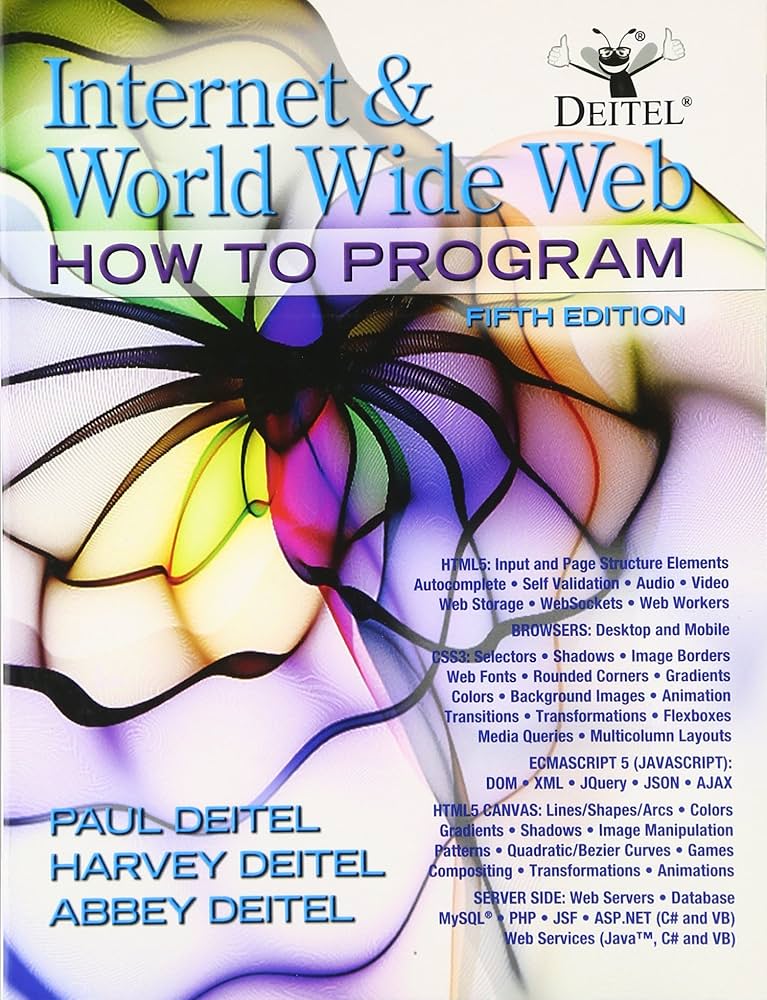 Internet &
World Wide Web
HOW TO PROGRAM
FIFTH EDITION
®
DEITEL®
HTML5: Input and Page Structure Elements
Autocomplete • Self Validation • Audio • Video
Web Storage • WebSockets • Web Workers
BROWSERS: Desktop and Mobile
CSS3: Selectors • Shadows • Image Borders
Web Fonts • Rounded Corners • Gradients
Colors • Background Images • Animation
Transitions • Transformations • Flexboxes
Media Queries • Multicolumn Layouts
ECMASCRIPT 5 (JAVASCRIPT):
DOM • XML • JQuery • JSON • AJAX
HTML5 CANVAS: Lines/Shapes/Arcs • Colors
Gradients • Shadows • Image Manipulation
Patterns • Quadratic/Bezier Curves • Games
Compositing • Transformations • Animations
SERVER SIDE: Web Servers • Database
MySQL® • PHP • JSF • ASP.NET (C# and VB)
Web Services (Java™, C# and VB)
PAUL DEITEL
HARVEY DEITEL
ABBEY DEITEL